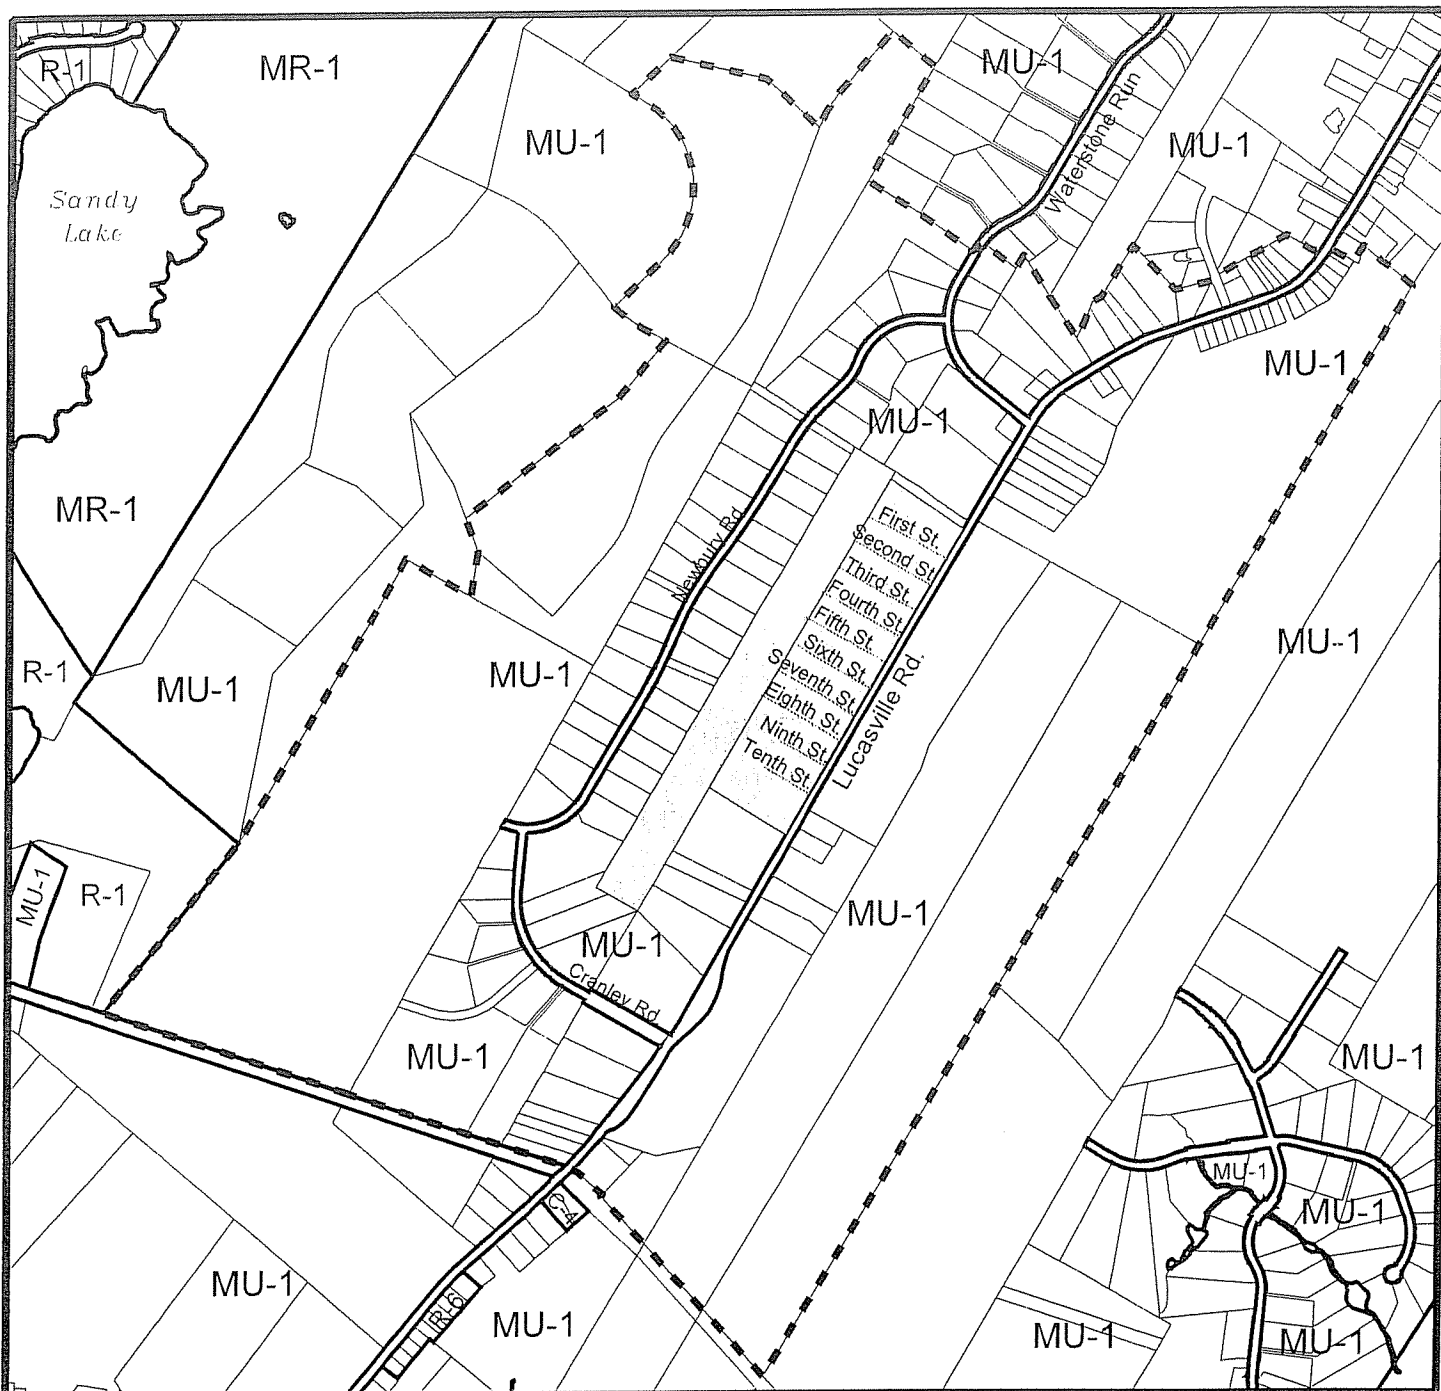 R-1
MR-1
MU-1
MU-1
MU-1
Waterstone Run
Sandy
Lake
MU-1
MU-1
MR-1
First St.
Second St.
Third St.
Fourth St.
Fifth St.
Sixth St.
Seventh St.
Eighth St.
Ninth St.
Tenth St.
Newbury Rd
Lucasville Rd.
MU-1
R-1
MU-1
MU-1
MU-1
R-1
MU-1
MU-1
Cranley Rd
MU-1
MU-1
MU-1
MU-1
C-4
MU-1
R-6
MU-1
MU-1
MU-1